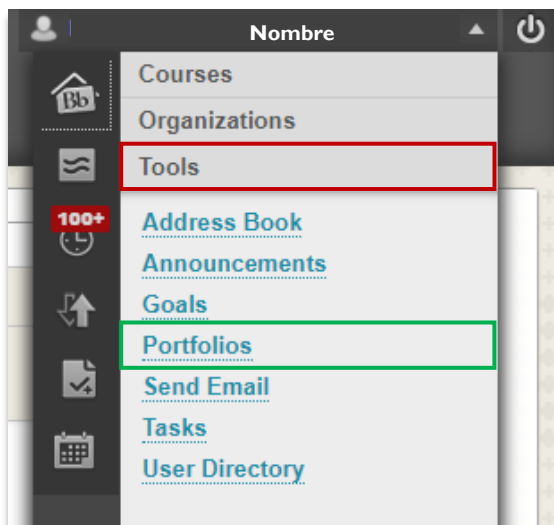 Nombre
Bb
Courses
Organizations
Tools
100+
Address Book
Announcements
Goals
Portfolios
Send Email
Tasks
User Directory